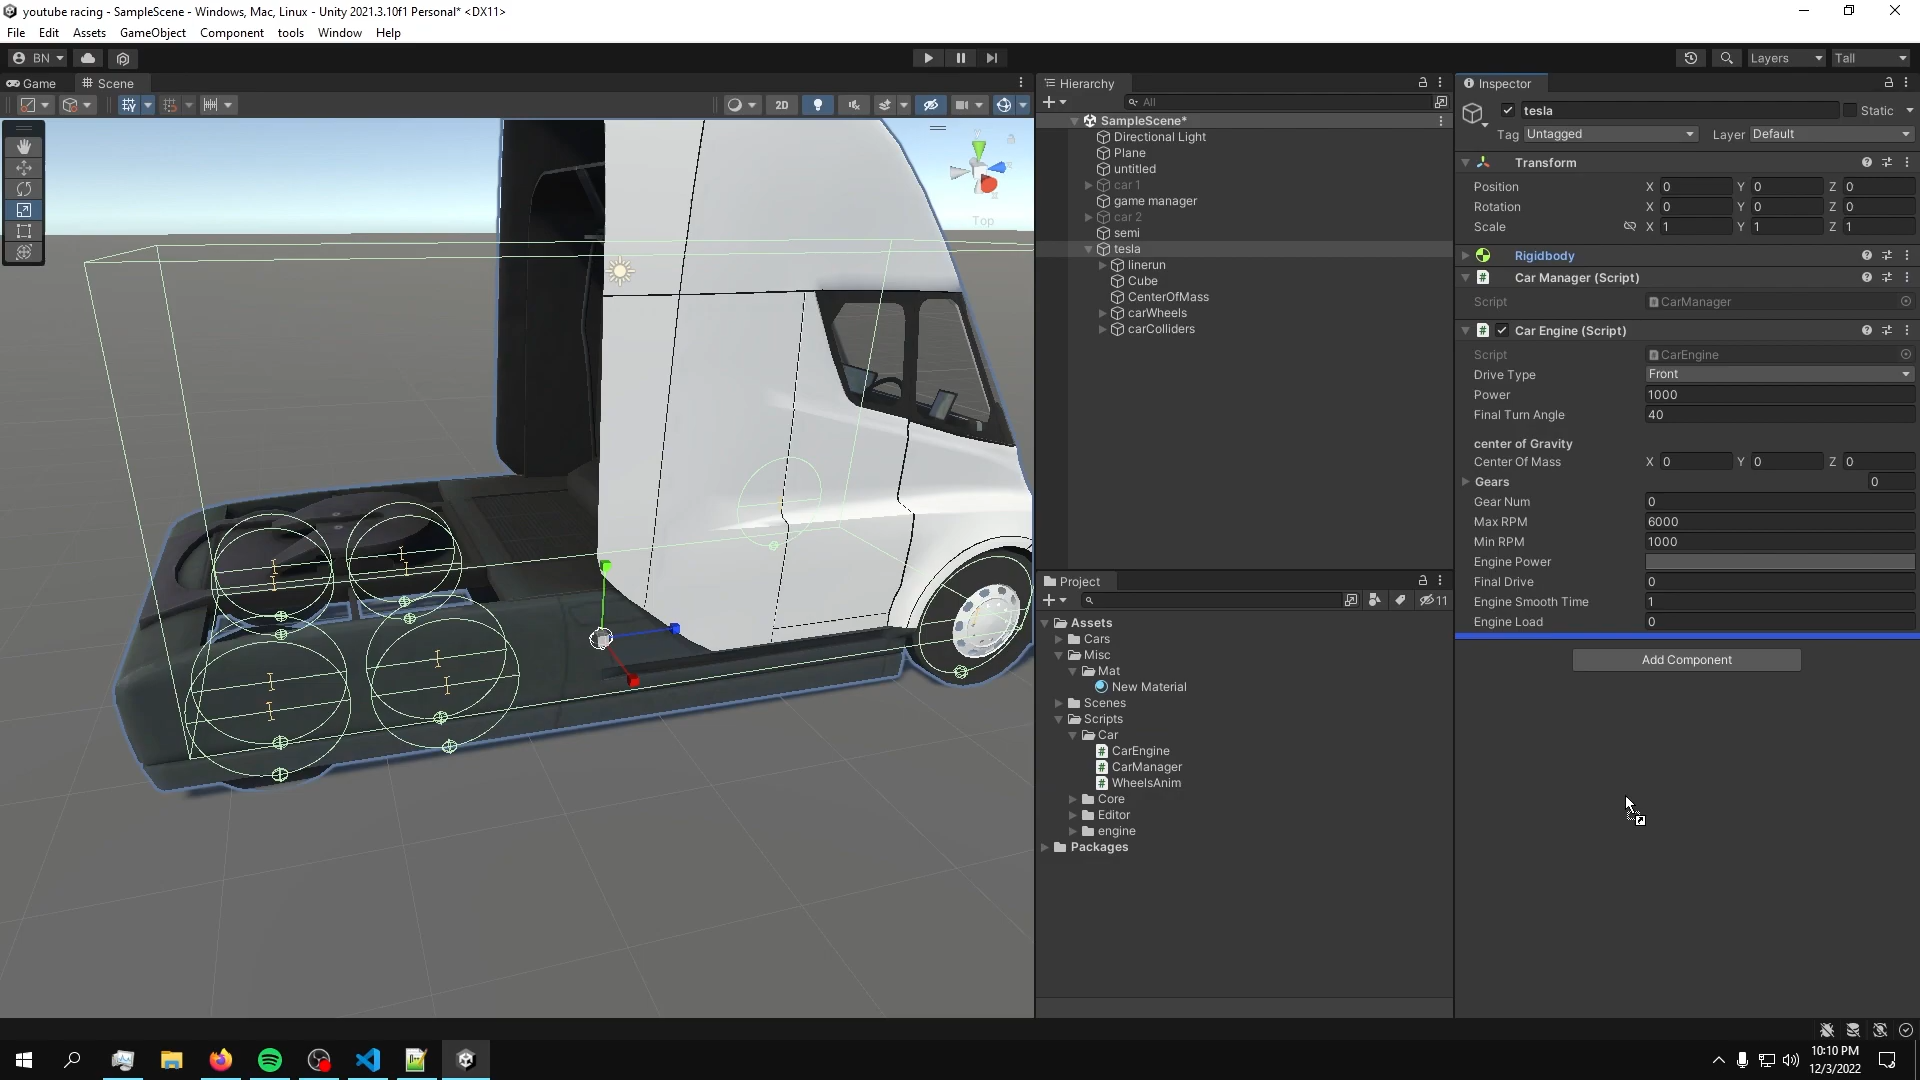 youtube racing - SampleScene - Windows, Mac, Linux - Unity 2021.3.10f1 Personal* <DX11>
File Edit Assets GameObject Component tools Window Help
BN
Layers
Tall
Game
Scene
Hierarchy
Inspector
2D
All
tesla
Static
Tag
Untagged
Layer
Default
SampleScene*
Directional Light
Plane
untitled
car 1
game manager
car 2
semi
tesla
linerun
Cube
CenterOfMass
carWheels
carColliders
Top
Transform
Position X 0 Y 0 Z 0
Rotation X 0 Y 0 Z 0
Scale X 1 Y 1 Z 1
Rigidbody
# Car Manager (Script)
Script CarManager
# Car Engine (Script)
Script CarEngine
Drive Type Front
Power 1000
Final Turn Angle 40
center of Gravity
Center Of Mass X 0 Y 0 Z 0
Gears 0
Gear Num 0
Max RPM 6000
Min RPM 1000
Engine Power
Final Drive 0
Engine Smooth Time 1
Engine Load 0
Add Component
Project
11
Assets
Cars
Misc
Mat
New Material
Scenes
Scripts
Car
# CarEngine
# CarManager
# WheelsAnim
Core
Editor
engine
Packages
10:10 PM
12/3/2022